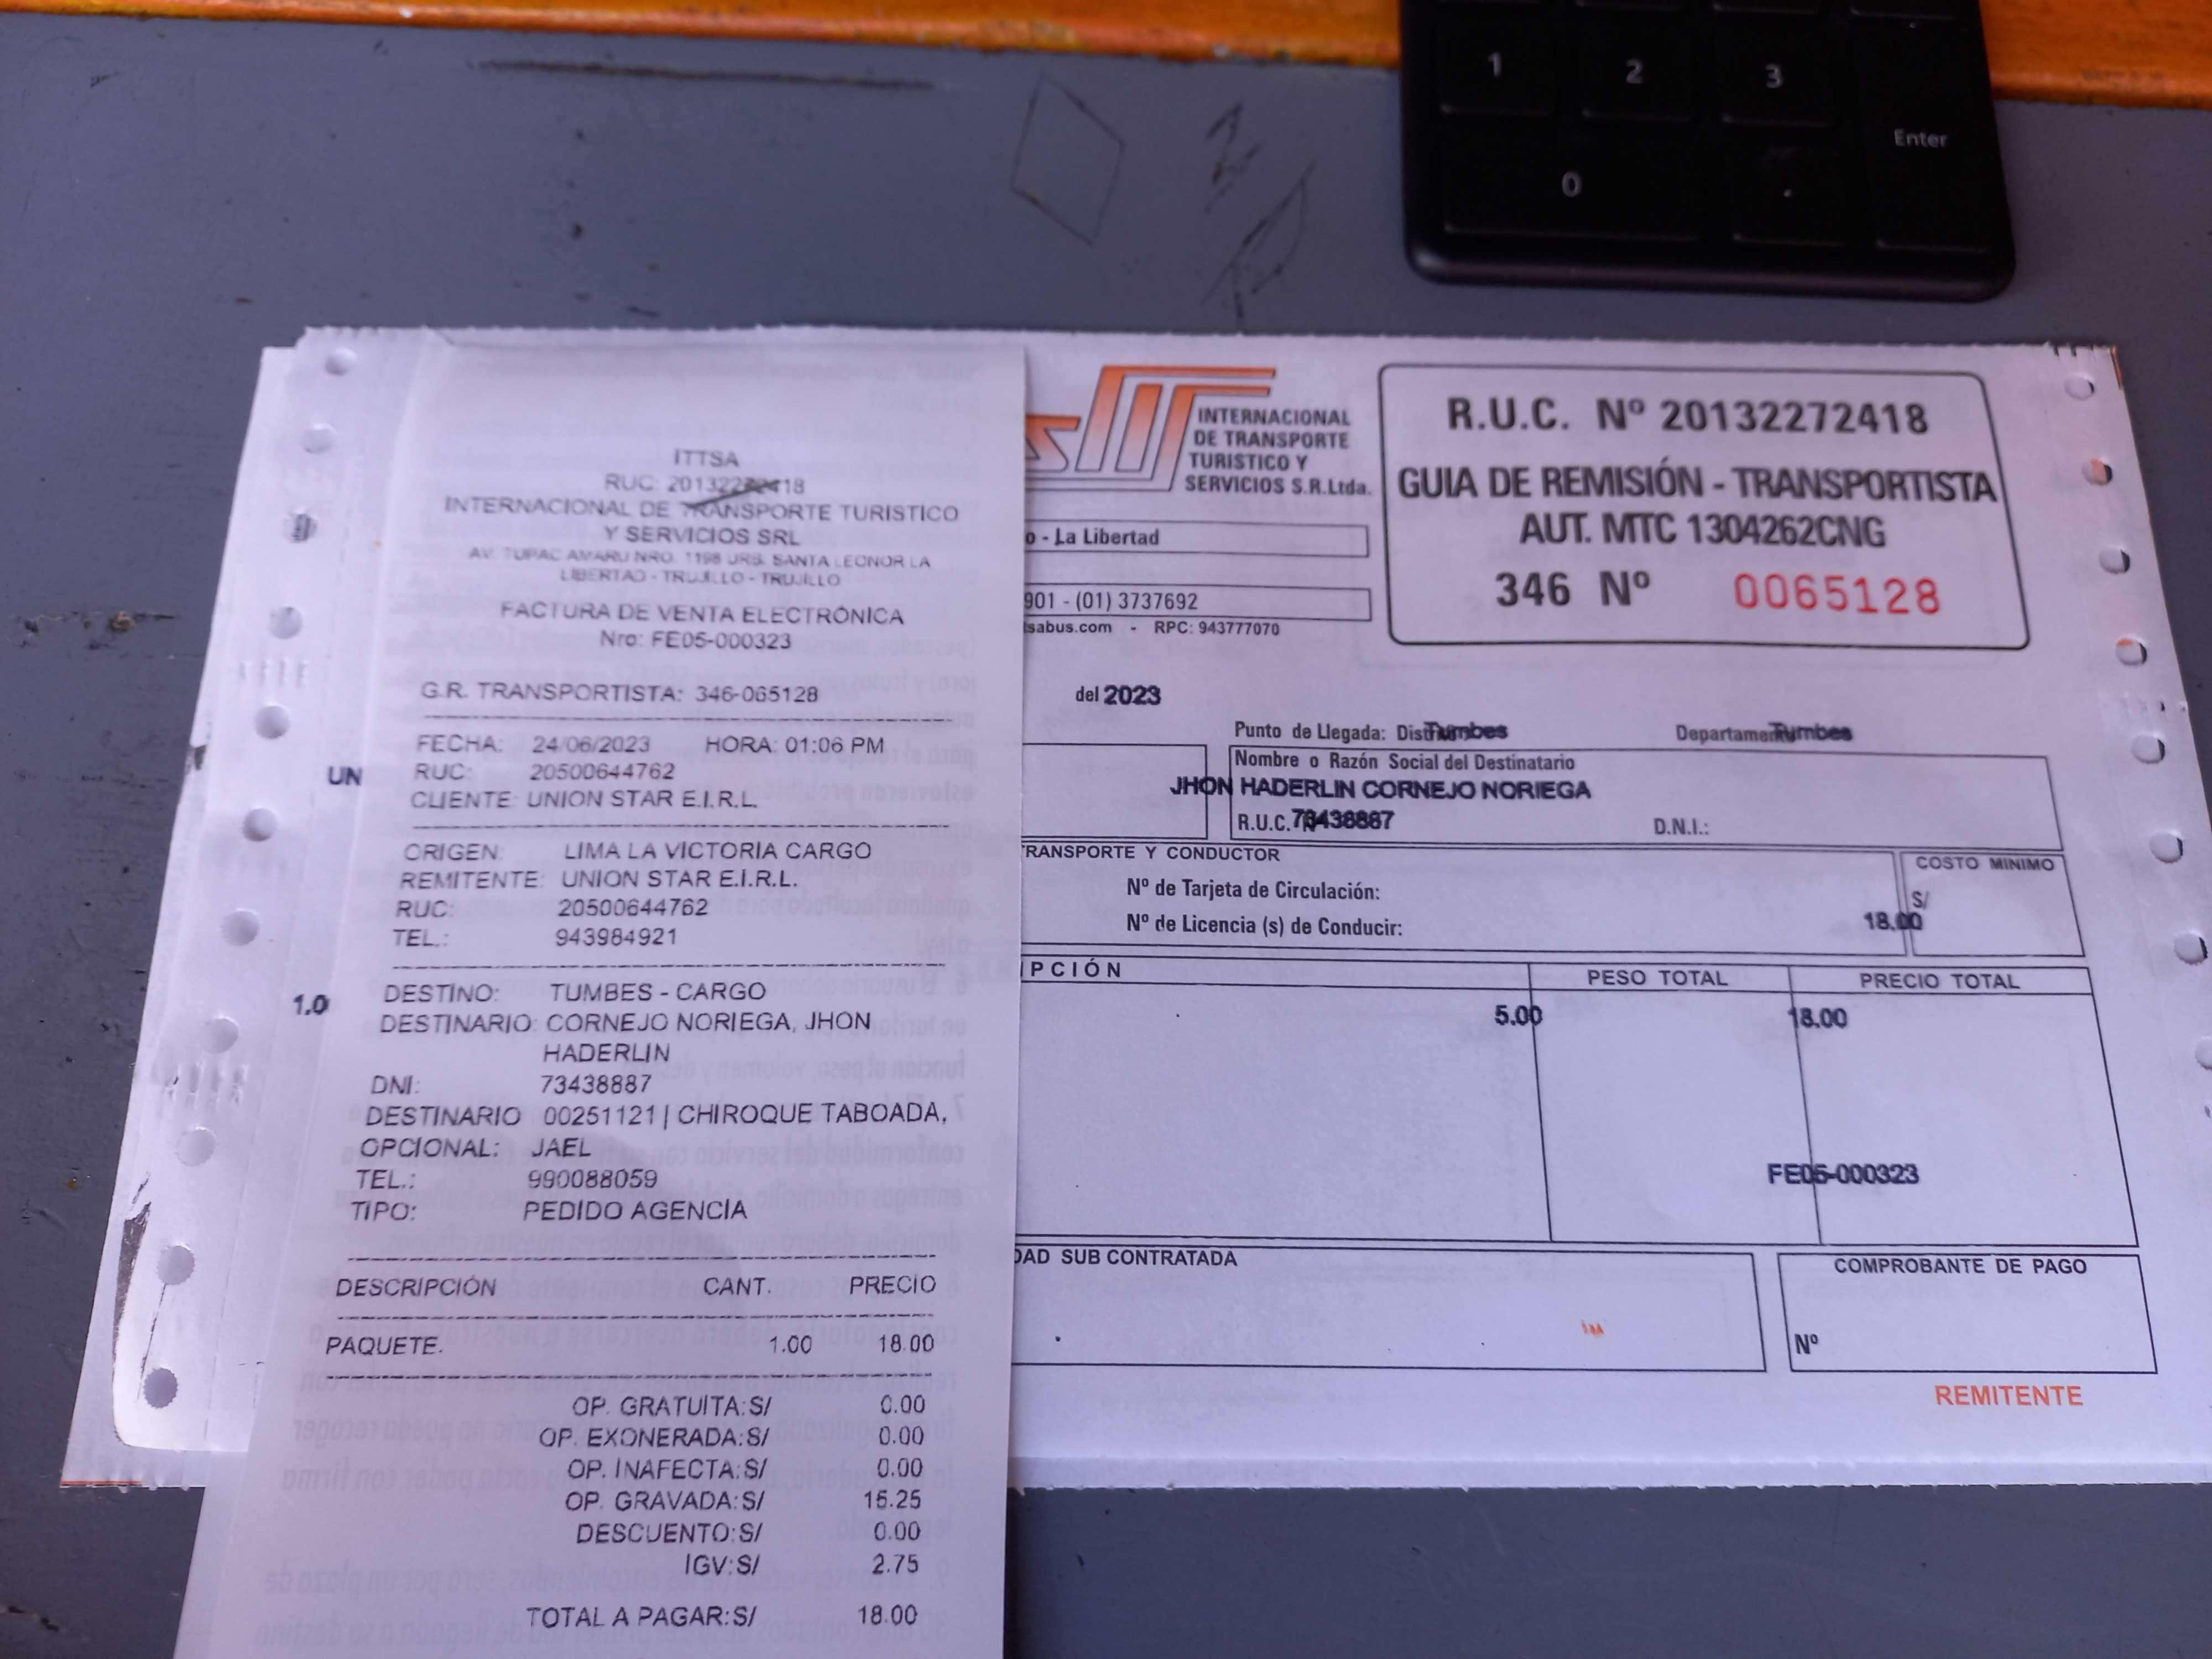 1
2
3
Enter
0
.
ITTSA
RUC: 20132272418
INTERNACIONAL DE TRANSPORTE TURISTICO
Y SERVICIOS SRL
AV. TUPAC AMARU NRO. 1198 URB. SANTA LEONOR LA
LIBERTAD - TRUJILLO - TRUJILLO
FACTURA DE VENTA ELECTRÓNICA
Nro: FE05-000323
G.R. TRANSPORTISTA: 346-065128
FECHA: 24/06/2023 HORA: 01:06 PM
RUC: 20500644762
CLIENTE: UNION STAR E.I.R.L.
ORIGEN: LIMA LA VICTORIA CARGO
REMITENTE: UNION STAR E.I.R.L.
RUC: 20500644762
TEL.: 943984921
DESTINO: TUMBES - CARGO
DESTINARIO: CORNEJO NORIEGA, JHON
HADERLIN
DNI: 73438887
DESTINARIO 00251121 | CHIROQUE TABOADA,
OPCIONAL: JAEL
TEL.: 990088059
TIPO: PEDIDO AGENCIA
DESCRIPCIÓN CANT. PRECIO
PAQUETE. 1.00 18.00
OP. GRATUITA:S/ 0.00
OP. EXONERADA:S/ 0.00
OP. INAFECTA:S/ 0.00
OP. GRAVADA:S/ 15.25
DESCUENTO:S/ 0.00
IGV:S/ 2.75
TOTAL A PAGAR:S/ 18.00
UN
1.0
INTERNACIONAL
DE TRANSPORTE
TURISTICO Y
SERVICIOS S.R.Ltda.
R.U.C. Nº 20132272418
GUIA DE REMISIÓN - TRANSPORTISTA
AUT. MTC 1304262CNG
346 Nº 0065128
o - La Libertad
901 - (01) 3737692
tsabus.com - RPC: 943777070
del 2023
Punto de Llegada: Distr Tumbes Departamen Tumbes
Nombre o Razón Social del Destinatario
JHON HADERLIN CORNEJO NORIEGA
R.U.C. 73438887 D.N.I.:
TRANSPORTE Y CONDUCTOR
COSTO MINIMO
Nº de Tarjeta de Circulación:
S/
Nº de Licencia (s) de Conducir:
18.00
IPCIÓN PESO TOTAL PRECIO TOTAL
5.00 18.00
FE05-000323
DAD SUB CONTRATADA
COMPROBANTE DE PAGO
Nº
REMITENTE